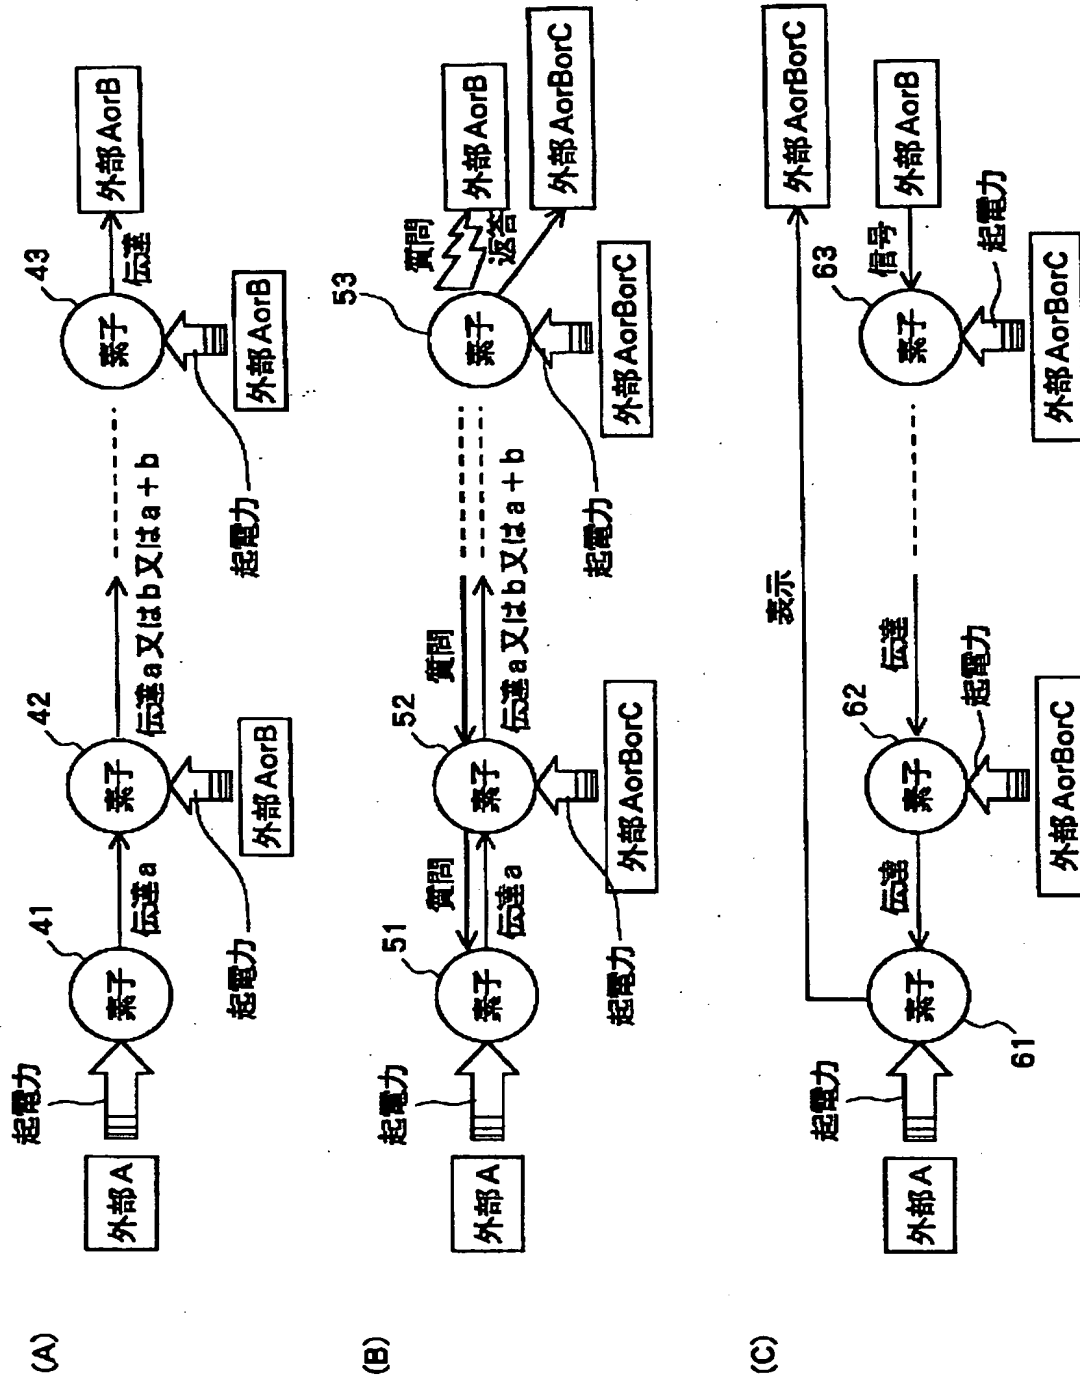 (A)
外部A
起電力
素子
41
伝達a
素子
42
外部AorB
起電力
伝達a又はb又はa+b
素子
43
外部AorB
起電力
伝達
外部AorB
(B)
外部A
起電力
素子
51
質問
伝達a
素子
52
外部AorBorC
起電力
質問
伝達a又はb又はa+b
素子
53
外部AorBorC
起電力
質問
返答
外部AorB
外部AorBorC
(C)
外部A
起電力
素子
61
表示
伝達
素子
62
起電力
外部AorBorC
伝達
素子
63
信号
起電力
外部AorBorC
外部AorB
外部AorBorC